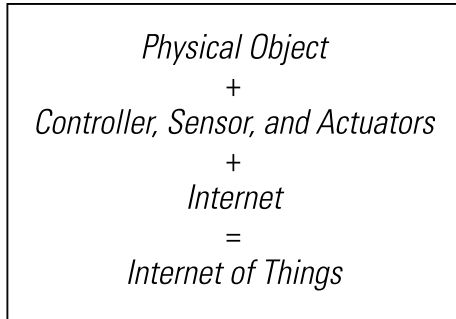 Physical Object
+
Controller, Sensor, and Actuators
+
Internet
=
Internet of Things